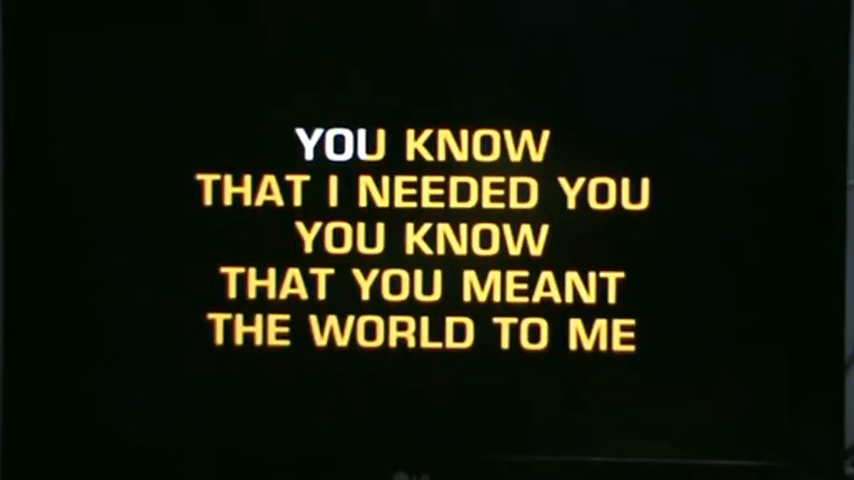 YOU KNOW
THAT I NEEDED YOU
YOU KNOW
THAT YOU MEANT
THE WORLD TO ME